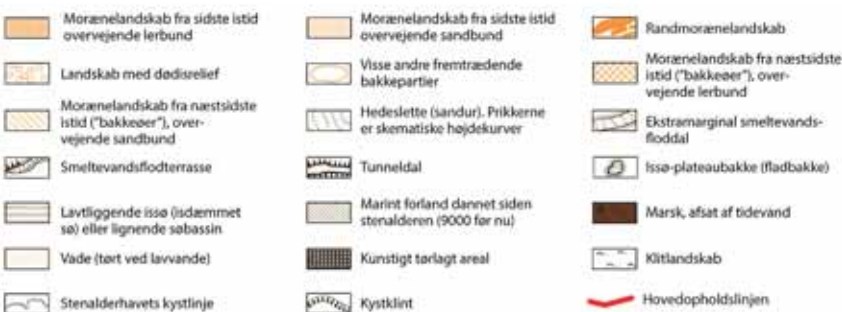 Morænelandskab fra sidste istid
overvejende lerbund
Morænelandskab fra sidste istid
overvejende sandbund
Randmorænelandskab
Landskab med dødisrelief
Visse andre fremtrædende
bakkepartier
Morænelandskab fra næstsidste
istid ("bakkeøer"), over-
vejende lerbund
Morænelandskab fra næstsidste
istid ("bakkeøer"), over-
vejende sandbund
Hedeslette (sandur). Prikkerne
er skematiske højdekurver
Ekstramarginal smeltevands-
floddal
Smeltevandsflodterrasse
Tunneldal
Issø-plateaubakke (fladbakke)
Lavtliggende issø (isdæmmet
sø) eller lignende søbassin
Marint forland dannet siden
stenalderen (9000 før nu)
Marsk, afsat af tidevand
Vade (tørt ved lavvande)
Kunstigt tørlagt areal
Klitlandskab
Stenalderhavets kystlinje
Kystklint
Hovedopholdslinjen